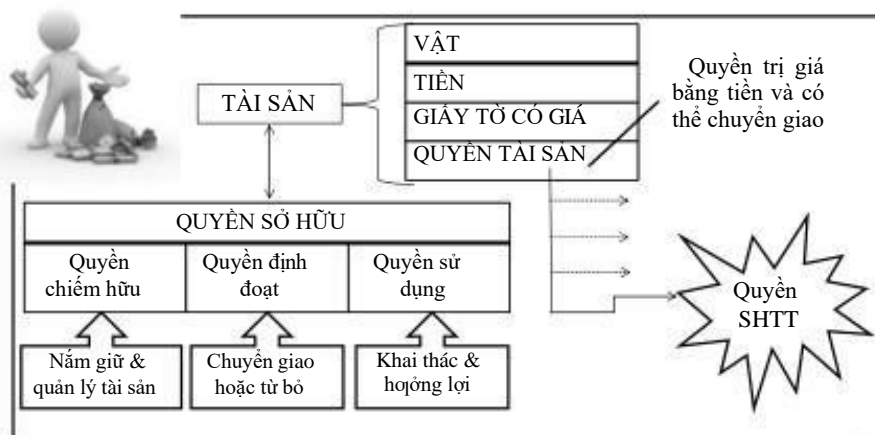 VẬT
TIỀN
GIẤY TỜ CÓ GIÁ
QUYỀN TÀI SẢN
TÀI SẢN
Quyền trị giá
bằng tiền và có
thể chuyển giao
QUYỀN SỞ HỮU
Quyền
chiếm hữu
Quyền định
đoạt
Quyền sử
dụng
Nắm giữ &
quản lý tài sản
Chuyển giao
hoặc từ bỏ
Khai thác &
hƣởng lợi
Quyền
SHTT